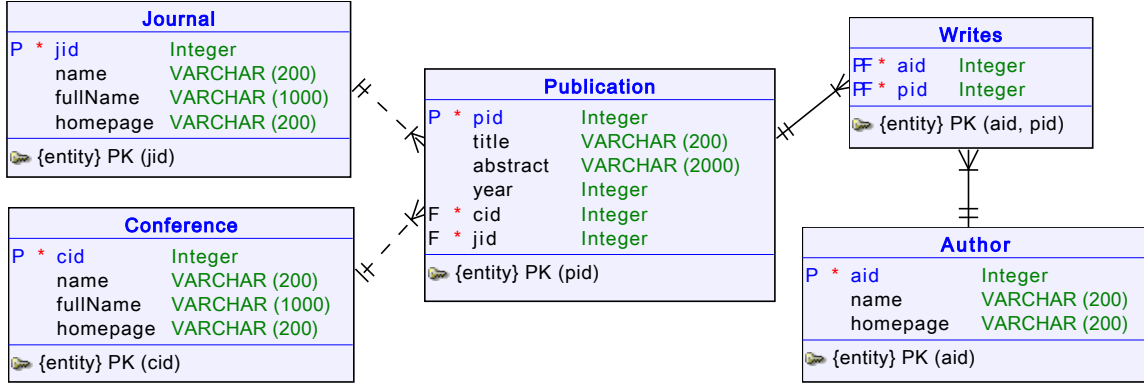 Journal
P * jid Integer
name VARCHAR (200)
fullName VARCHAR (1000)
homepage VARCHAR (200)
{entity} PK (jid)
Conference
P * cid Integer
name VARCHAR (200)
fullName VARCHAR (1000)
homepage VARCHAR (200)
{entity} PK (cid)
Publication
P * pid Integer
title VARCHAR (200)
abstract VARCHAR (2000)
year Integer
F * cid Integer
F * jid Integer
{entity} PK (pid)
Writes
PF * aid Integer
PF * pid Integer
{entity} PK (aid, pid)
Author
P * aid Integer
name VARCHAR (200)
homepage VARCHAR (200)
{entity} PK (aid)